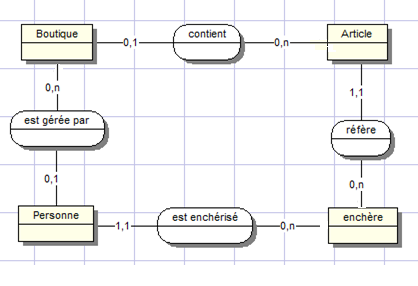 Boutique
contient
Article
0,1
0,n
0,n
1,1
est gérée par
réfère
0,1
0,n
Personne
est enchérisé
enchère
1,1
0,n